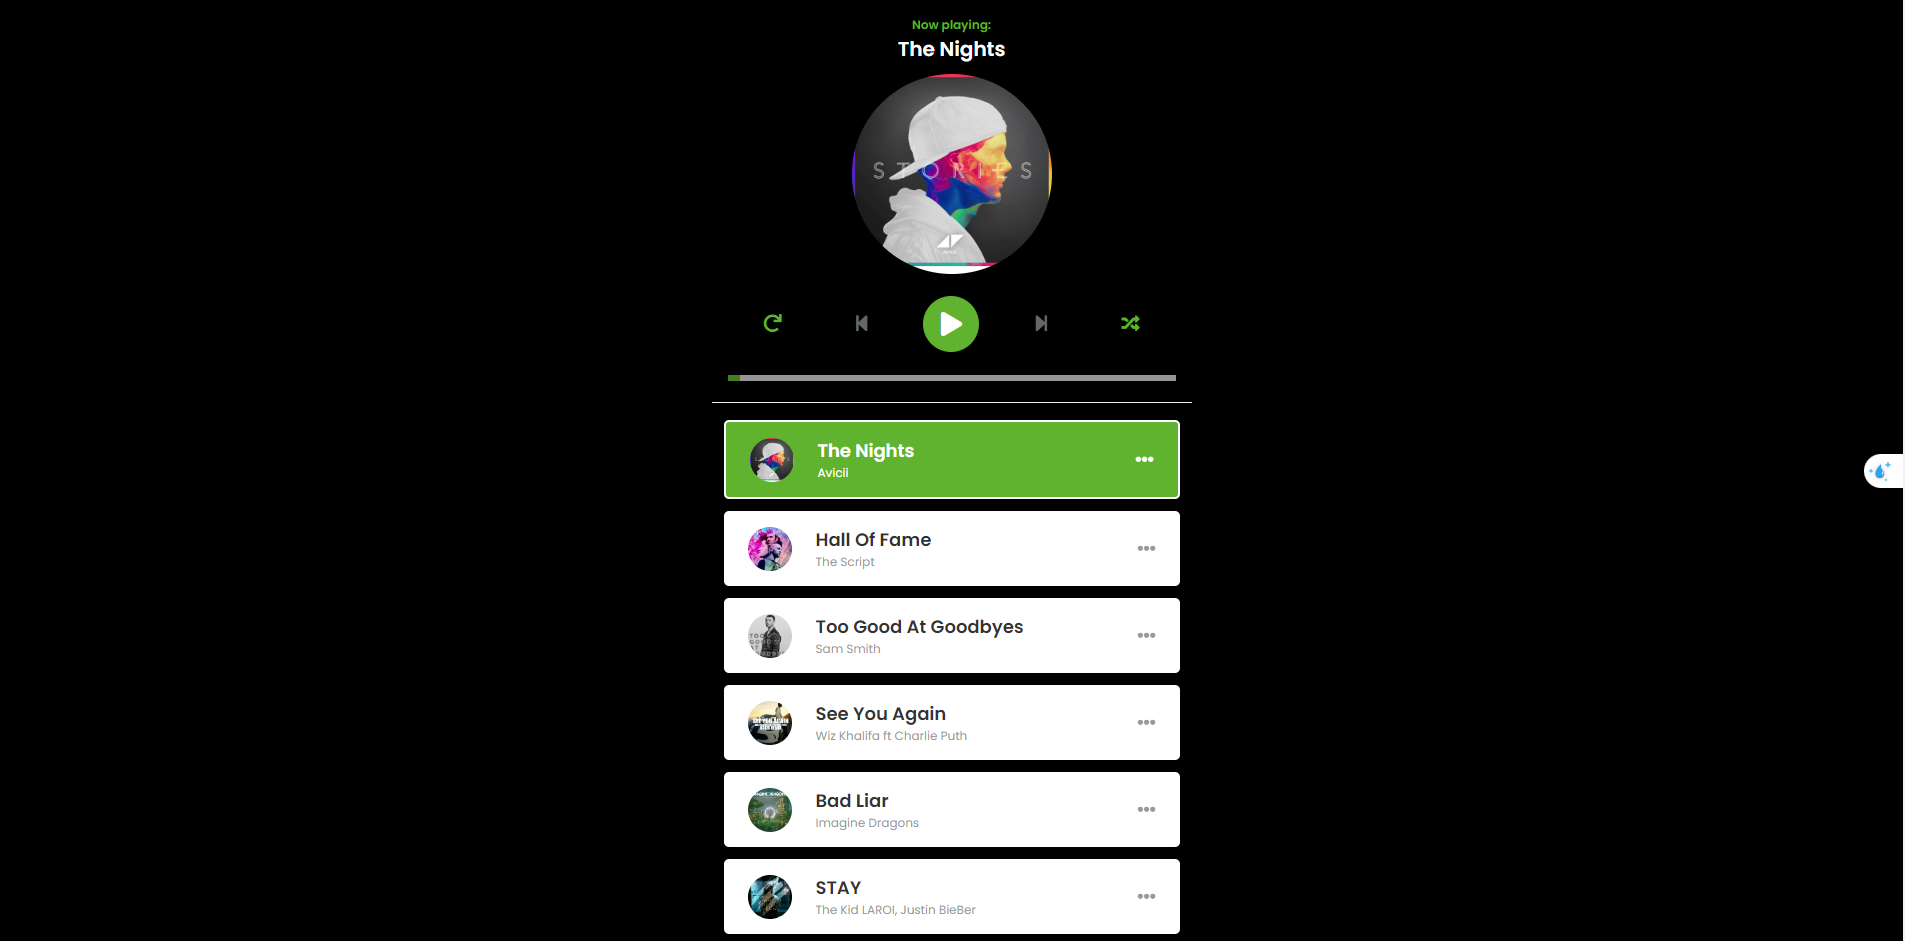 Now playing:
The Nights
STORIES
The Nights
Avicii
Hall Of Fame
The Script
Too Good At Goodbyes
Sam Smith
See You Again
Wiz Khalifa ft Charlie Puth
Bad Liar
Imagine Dragons
STAY
The Kid LAROI, Justin BieBer